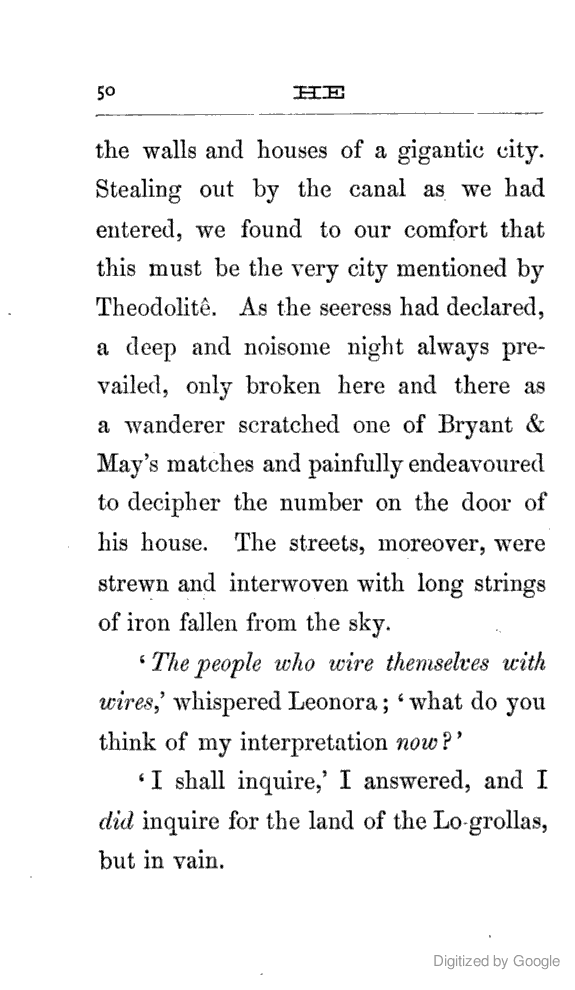 50 HE
the walls and houses of a gigantic city.
Stealing out by the canal as we had
entered, we found to our comfort that
this must be the very city mentioned by
Theodolitê. As the seeress had declared,
a deep and noisome night always pre-
vailed, only broken here and there as
a wanderer scratched one of Bryant &
May's matches and painfully endeavoured
to decipher the number on the door of
his house. The streets, moreover, were
strewn and interwoven with long strings
of iron fallen from the sky.
‘The people who wire themselves with
wires,’ whispered Leonora; ‘what do you
think of my interpretation now?’
‘I shall inquire,’ I answered, and I
did inquire for the land of the Lo-grollas,
but in vain.
Digitized by Google